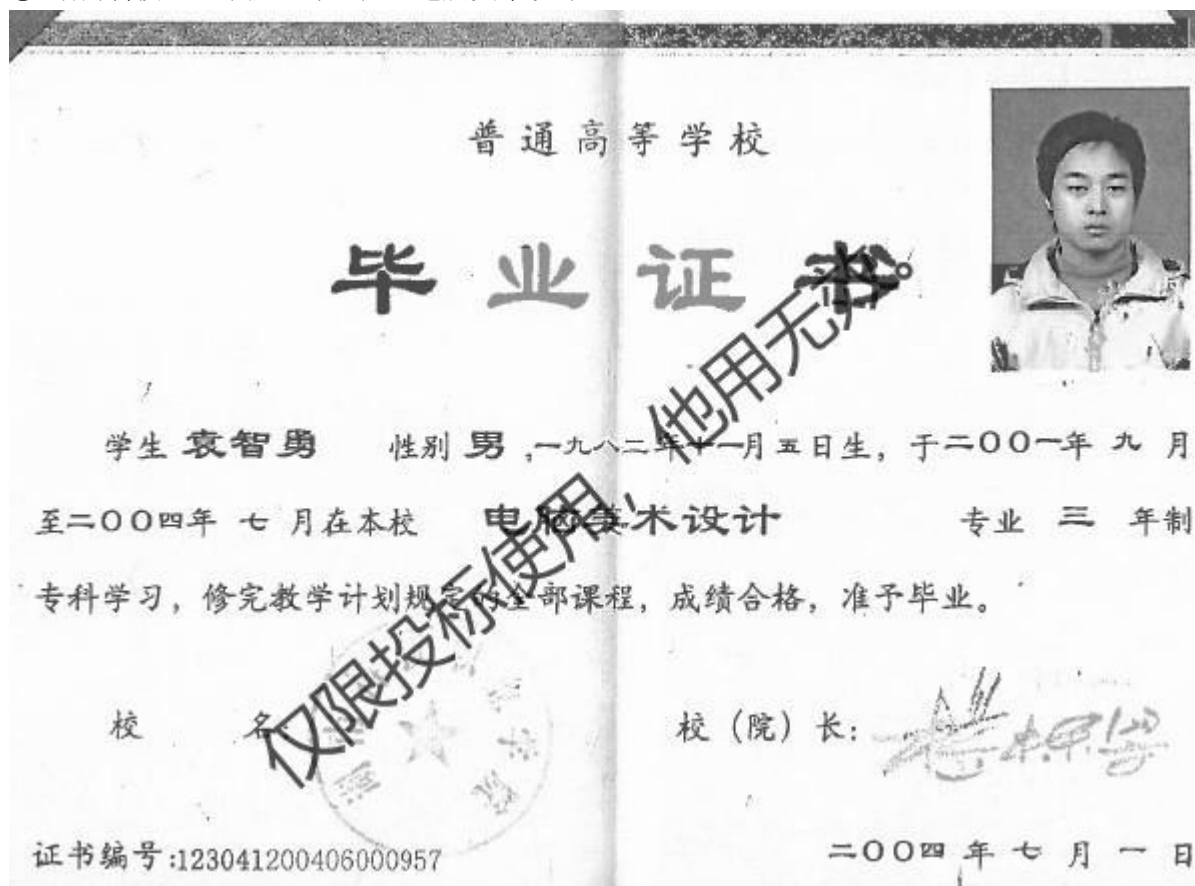 普通高等学校
毕业证书
学生 袁智勇 性别 男 ,一九八二年十一月五日生，于二〇〇一年 九 月
至二〇〇四年 七 月在本校 电脑美术设计 专业 三 年制
专科学习，修完教学计划规定的全部课程，成绩合格，准予毕业。
校 名
校（院）长：
证书编号:123041200406000957
二〇〇四 年 七 月 一 日
仅限投标使用、他用无效。